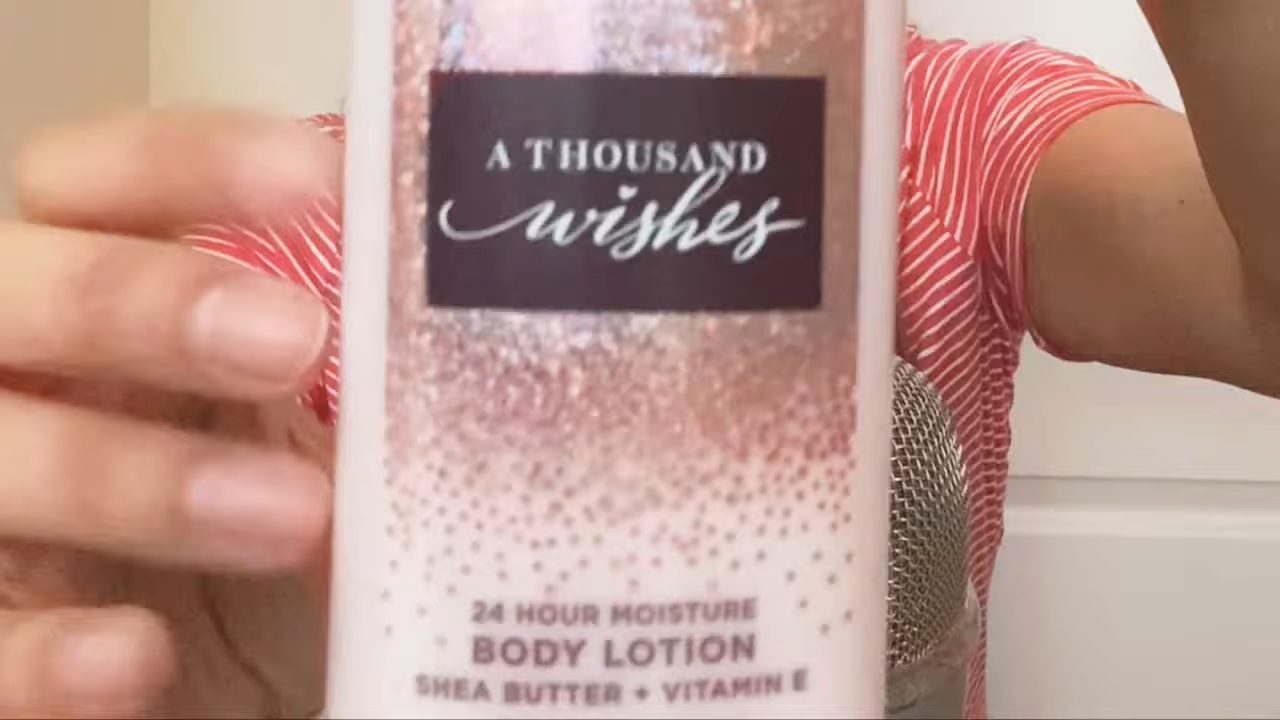 A THOUSAND
wishes
24 HOUR MOISTURE
BODY LOTION
SHEA BUTTER + VITAMIN E